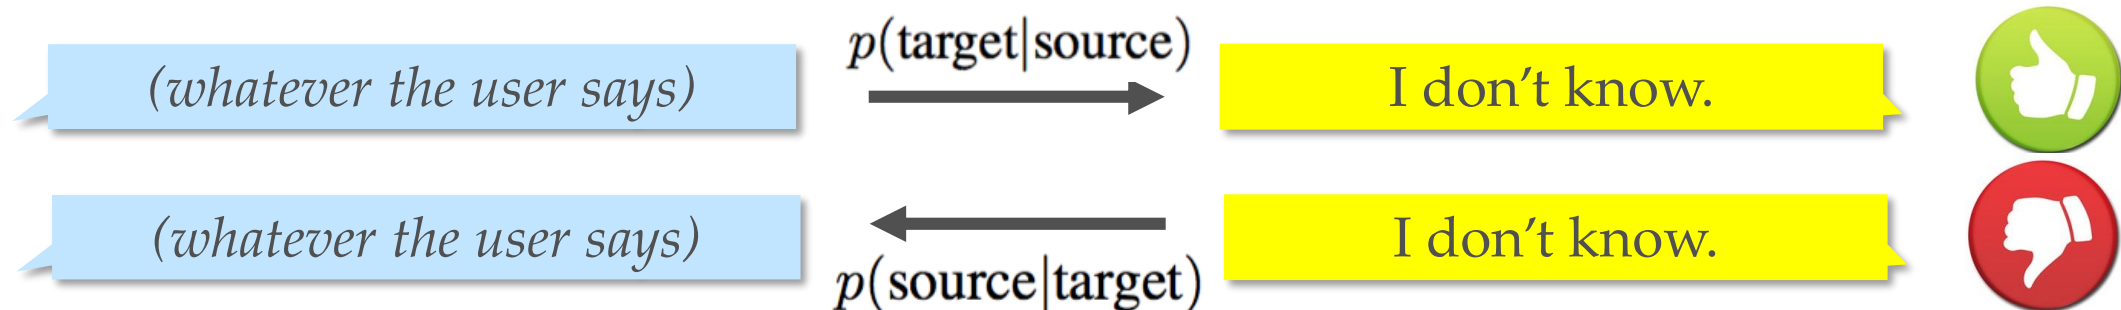 p(target|source)
(whatever the user says)
I don’t know.
(whatever the user says)
I don’t know.
p(source|target)